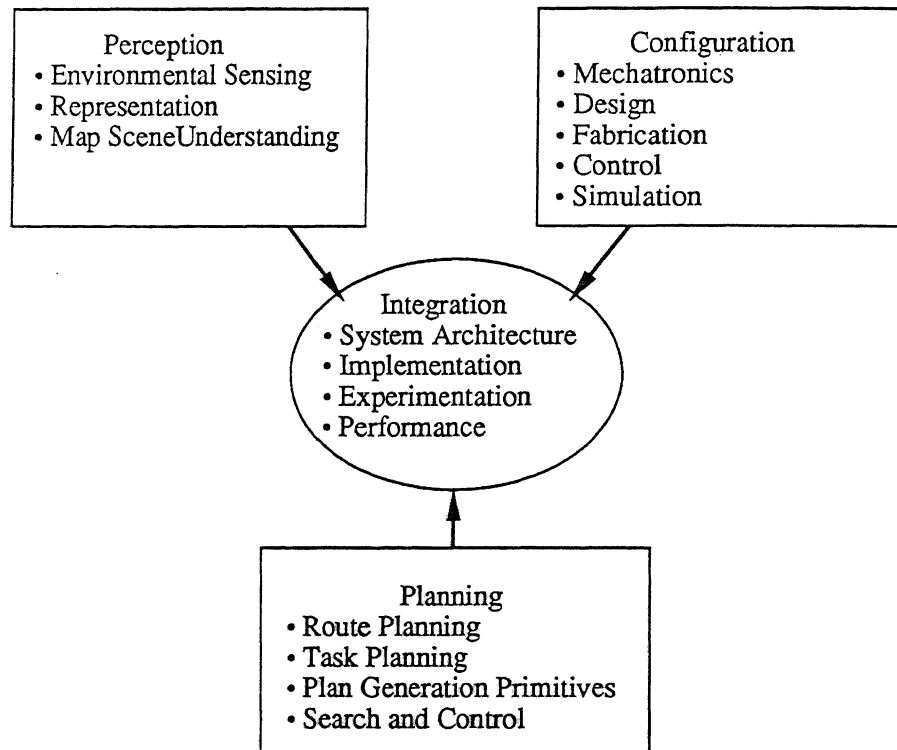 Perception
• Environmental Sensing
• Representation
• Map SceneUnderstanding
Configuration
• Mechatronics
• Design
• Fabrication
• Control
• Simulation
Integration
• System Architecture
• Implementation
• Experimentation
• Performance
Planning
• Route Planning
• Task Planning
• Plan Generation Primitives
• Search and Control